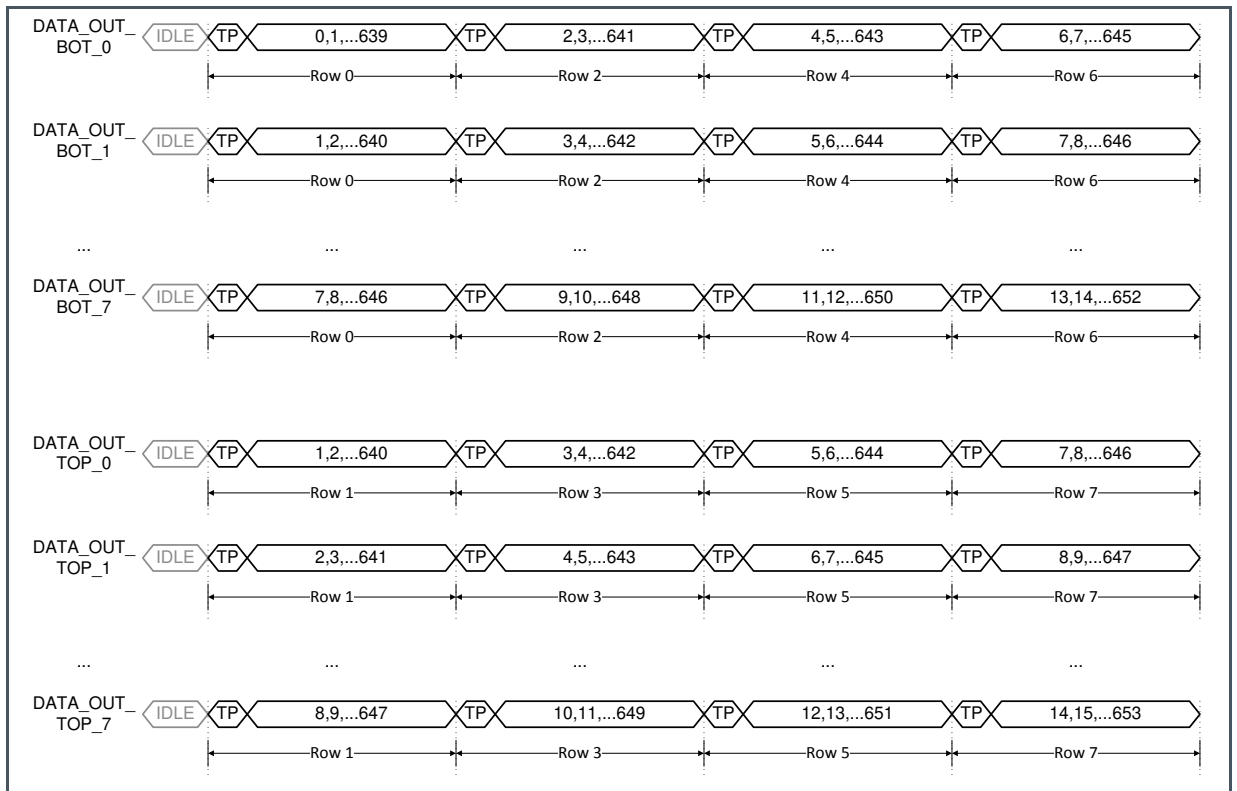 DATA_OUT_
BOT_0
IDLE TP 0,1,...639 TP 2,3,...641 TP 4,5,...643 TP 6,7,...645
Row 0 Row 2 Row 4 Row 6
DATA_OUT_
BOT_1
IDLE TP 1,2,...640 TP 3,4,...642 TP 5,6,...644 TP 7,8,...646
Row 0 Row 2 Row 4 Row 6
... ... ... ... ...
DATA_OUT_
BOT_7
IDLE TP 7,8,...646 TP 9,10,...648 TP 11,12,...650 TP 13,14,...652
Row 0 Row 2 Row 4 Row 6
DATA_OUT_
TOP_0
IDLE TP 1,2,...640 TP 3,4,...642 TP 5,6,...644 TP 7,8,...646
Row 1 Row 3 Row 5 Row 7
DATA_OUT_
TOP_1
IDLE TP 2,3,...641 TP 4,5,...643 TP 6,7,...645 TP 8,9,...647
Row 1 Row 3 Row 5 Row 7
... ... ... ... ...
DATA_OUT_
TOP_7
IDLE TP 8,9,...647 TP 10,11,...649 TP 12,13,...651 TP 14,15,...653
Row 1 Row 3 Row 5 Row 7